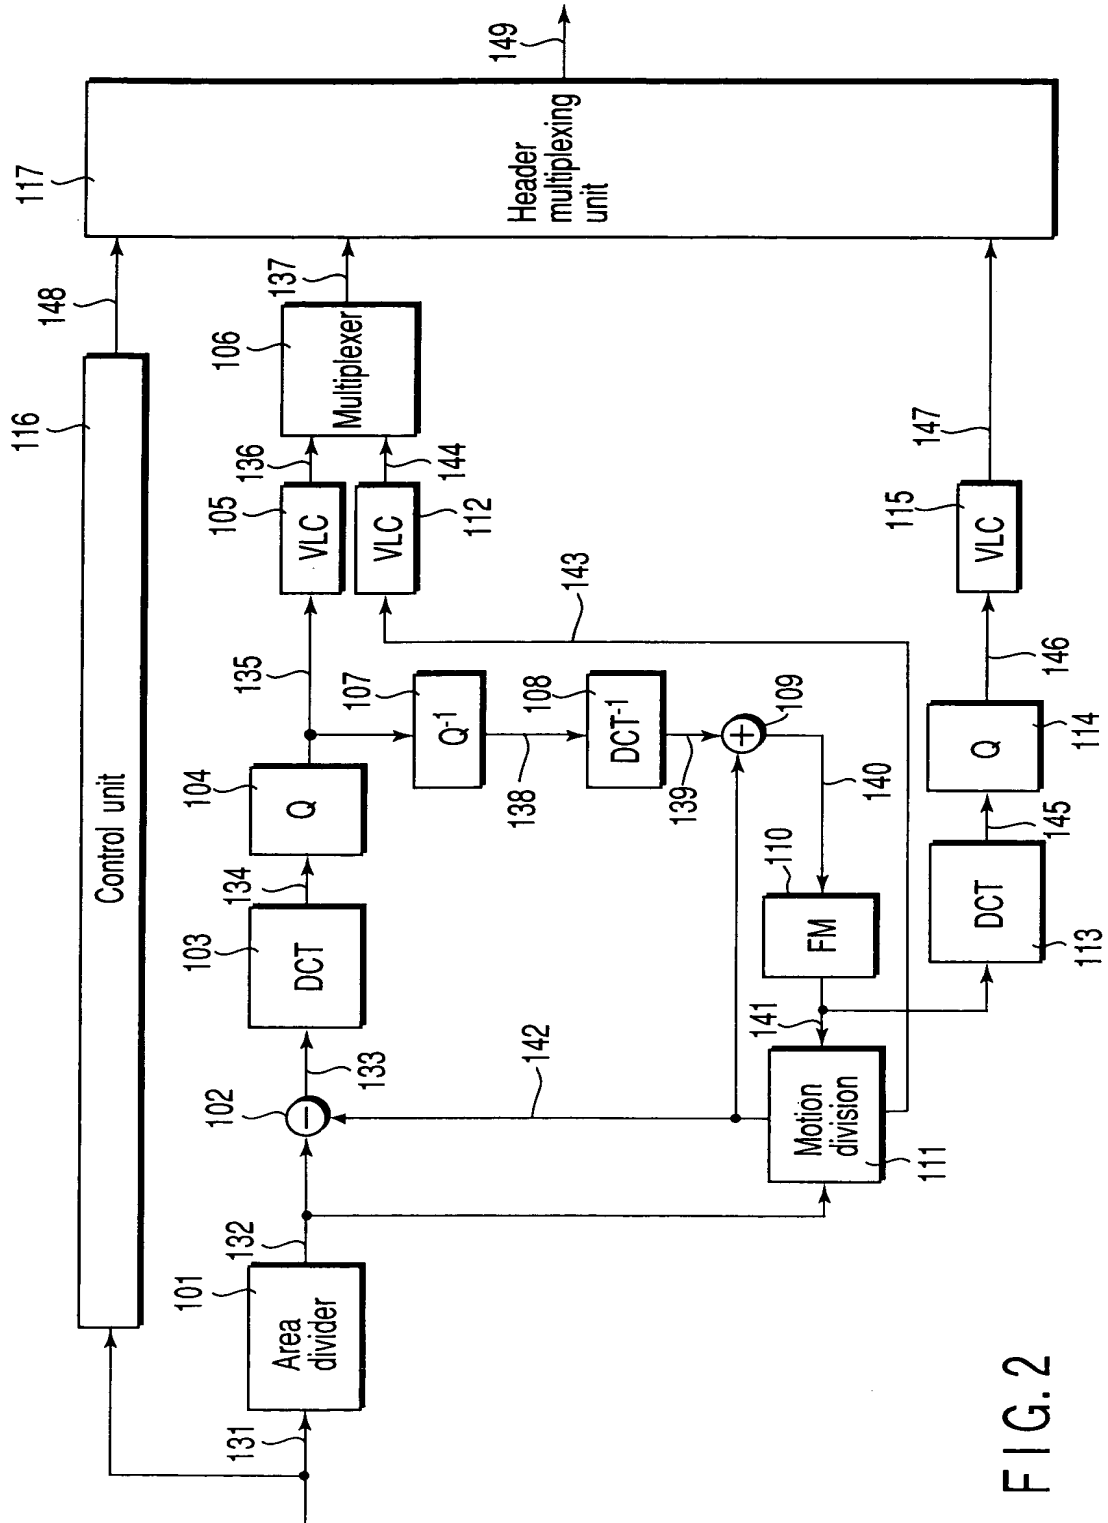 149
117
Header
multiplexing
unit
148
137
116
Control unit
106
Multiplexer
136
144
147
105
VLC
112
VLC
115
VLC
143
135
107
Q-1
138
108
DCT-1
139
109
+
146
114
Q
104
Q
134
140
110
FM
145
103
DCT
DCT
113
141
133
142
102
−
Motion
division
111
132
101
Area
divider
131
FIG. 2